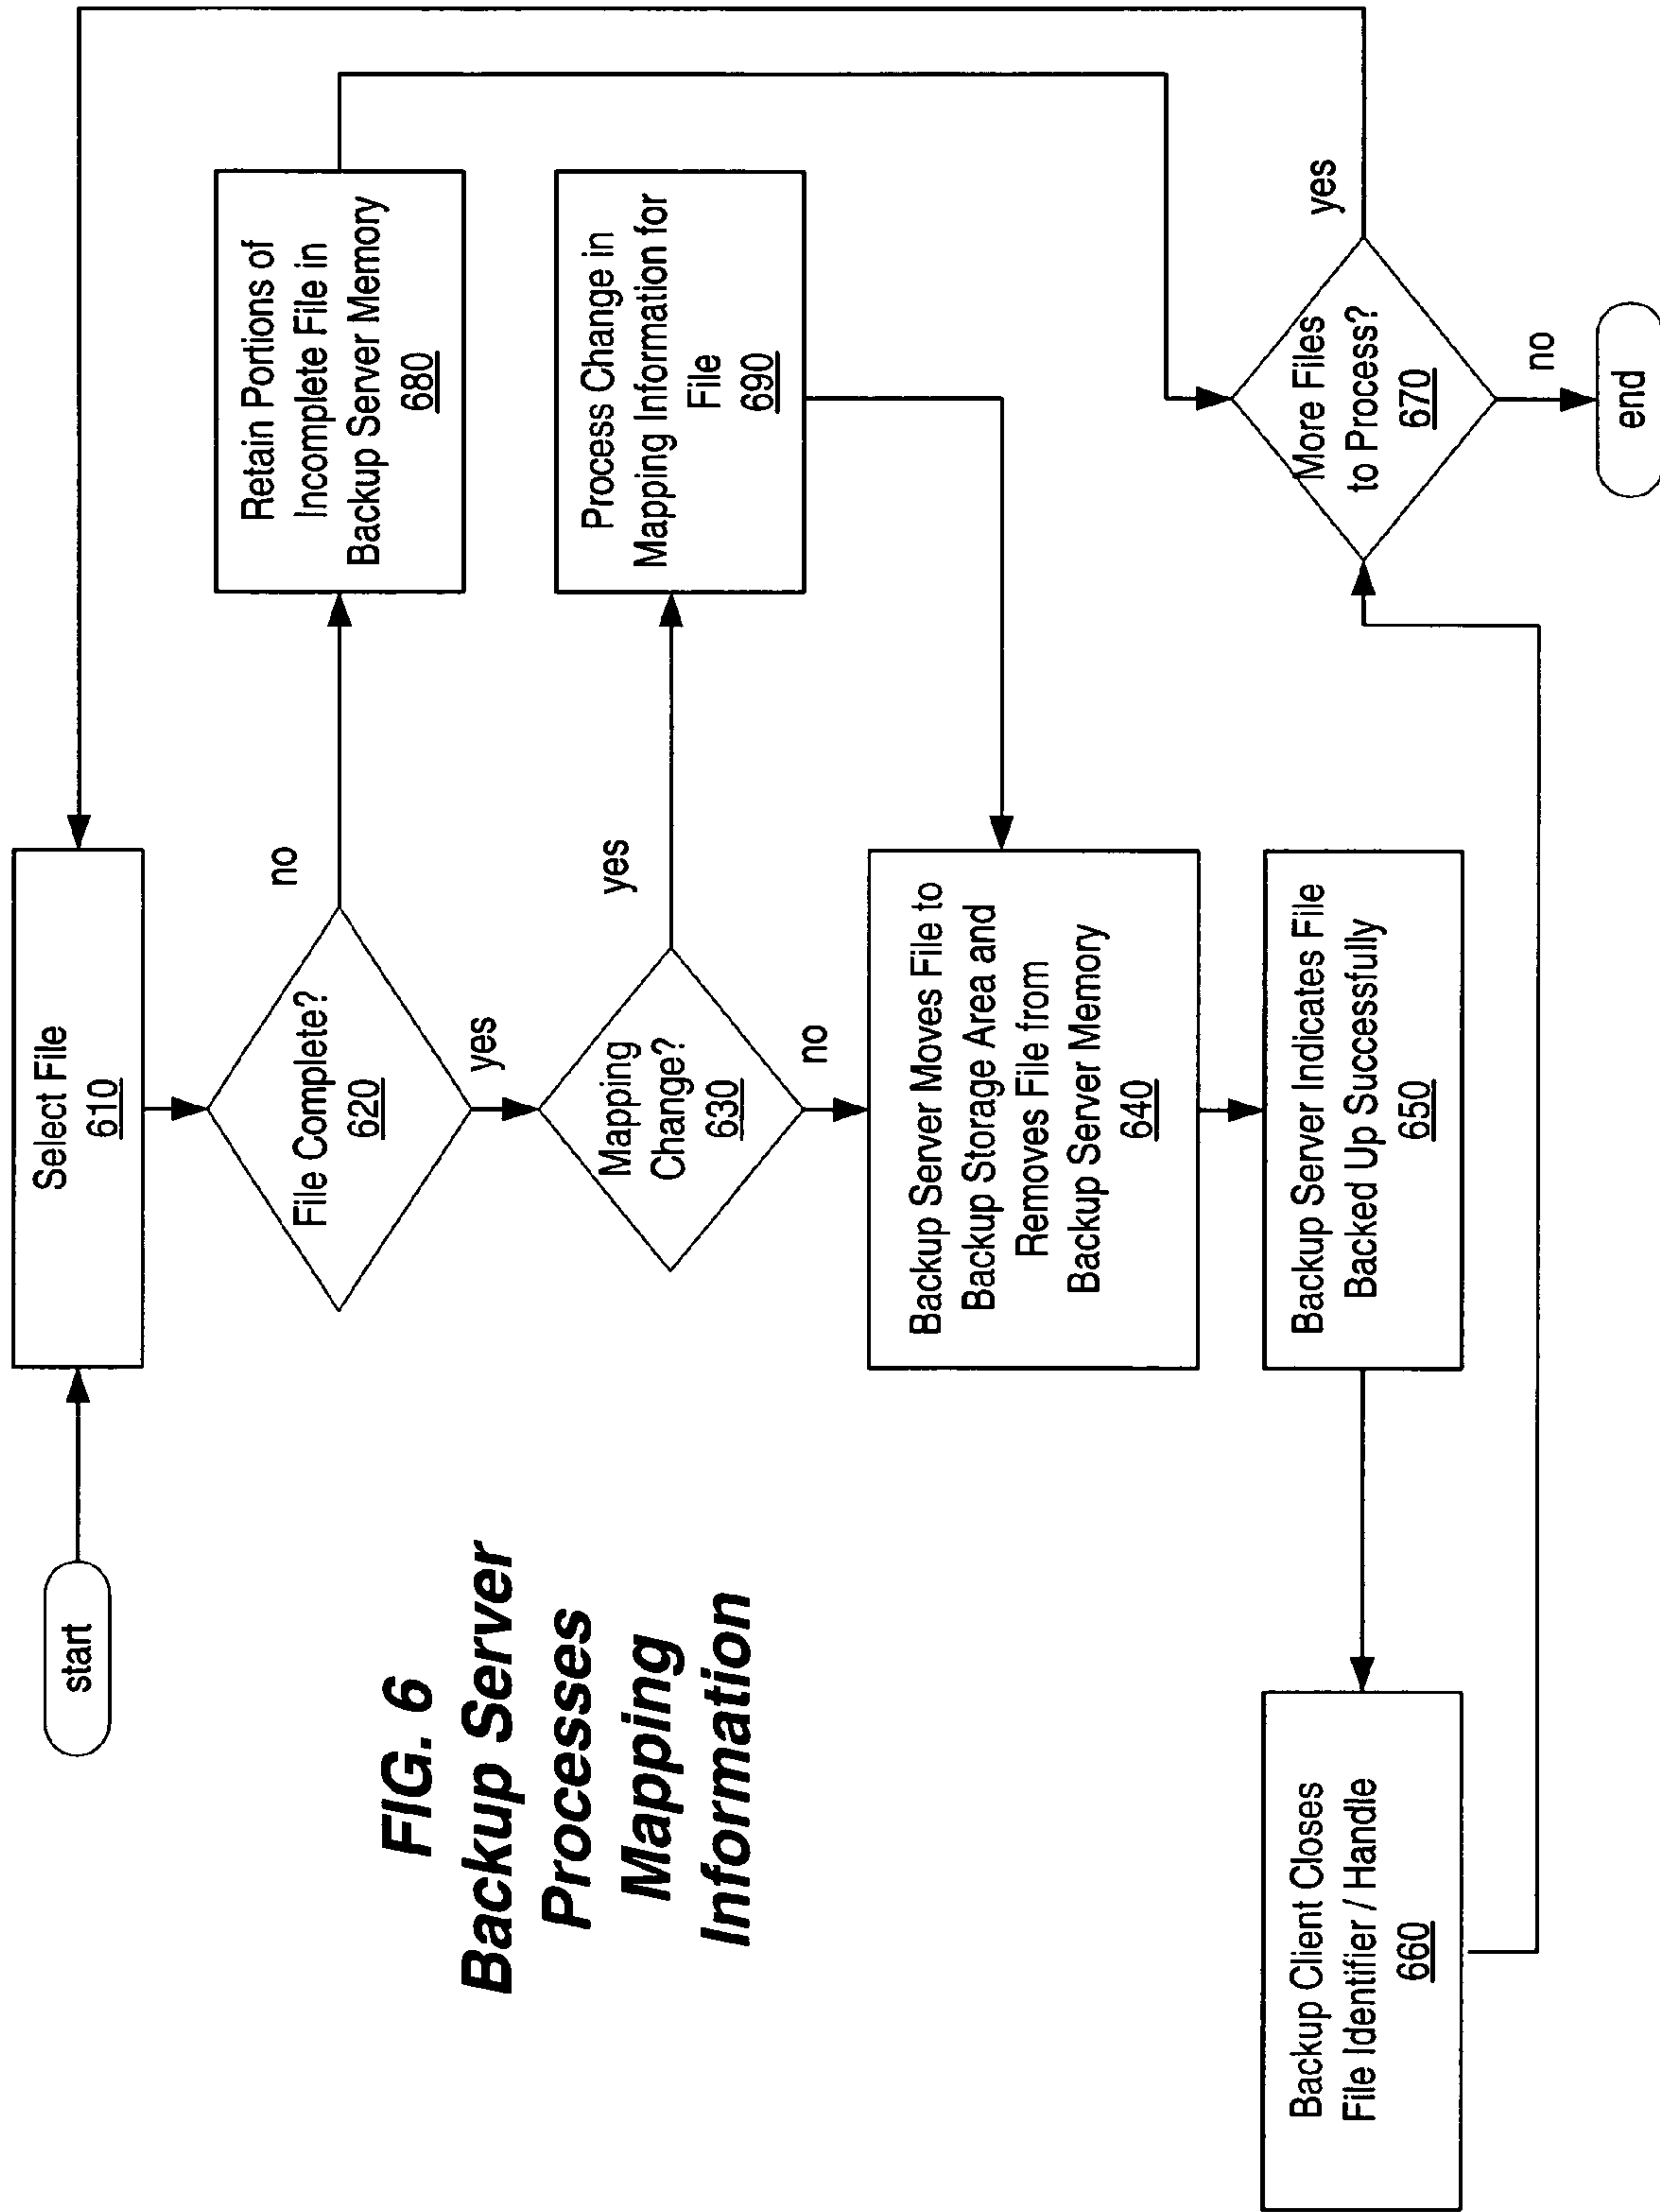 start
Select File
610
File Complete?
620
no
yes
Retain Portions of
Incomplete File in
Backup Server Memory
680
Mapping
Change?
630
yes
no
Process Change in
Mapping Information for
File
690
Backup Server Moves File to
Backup Storage Area and
Removes File from
Backup Server Memory
640
Backup Server Indicates File
Backed Up Successfully
650
Backup Client Closes
File Identifier / Handle
660
More Files
to Process?
670
yes
no
end
FIG. 6
Backup Server
Processes
Mapping
Information